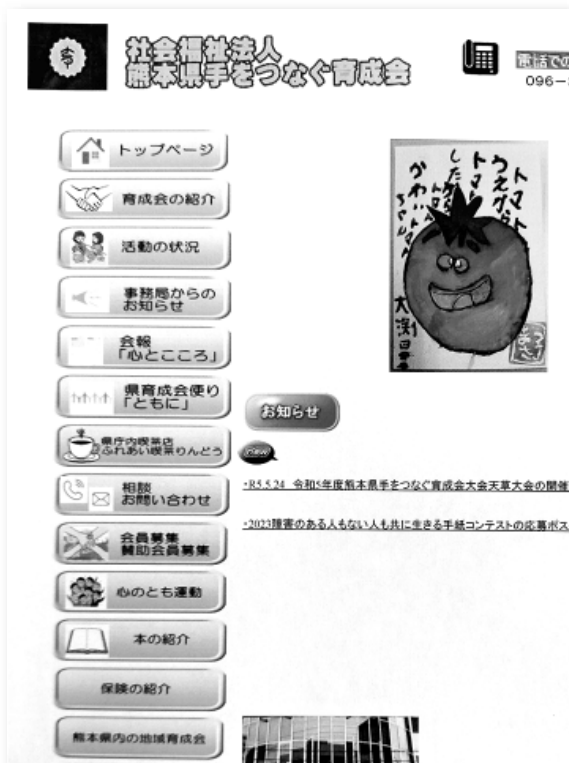 社会福祉法人
熊本県手をつなぐ育成会
電話での
096-
トップページ
育成会の紹介
活動の状況
事務局からの
お知らせ
会報
「心とこころ」
県育成会便り
「ともに」
県庁内喫茶店
ふれあい喫茶りんどう
相談
お問い合わせ
会員募集
賛助会員募集
心のとも運動
本の紹介
保険の紹介
熊本県内の地域育成会
トマト
うえから
トマト
お知らせ
new
・R5.5.24 令和5年度熊本県手をつなぐ育成会大会天草大会の開催
・2023障害のある人もない人も共に生きる手紙コンテストの応募ポス